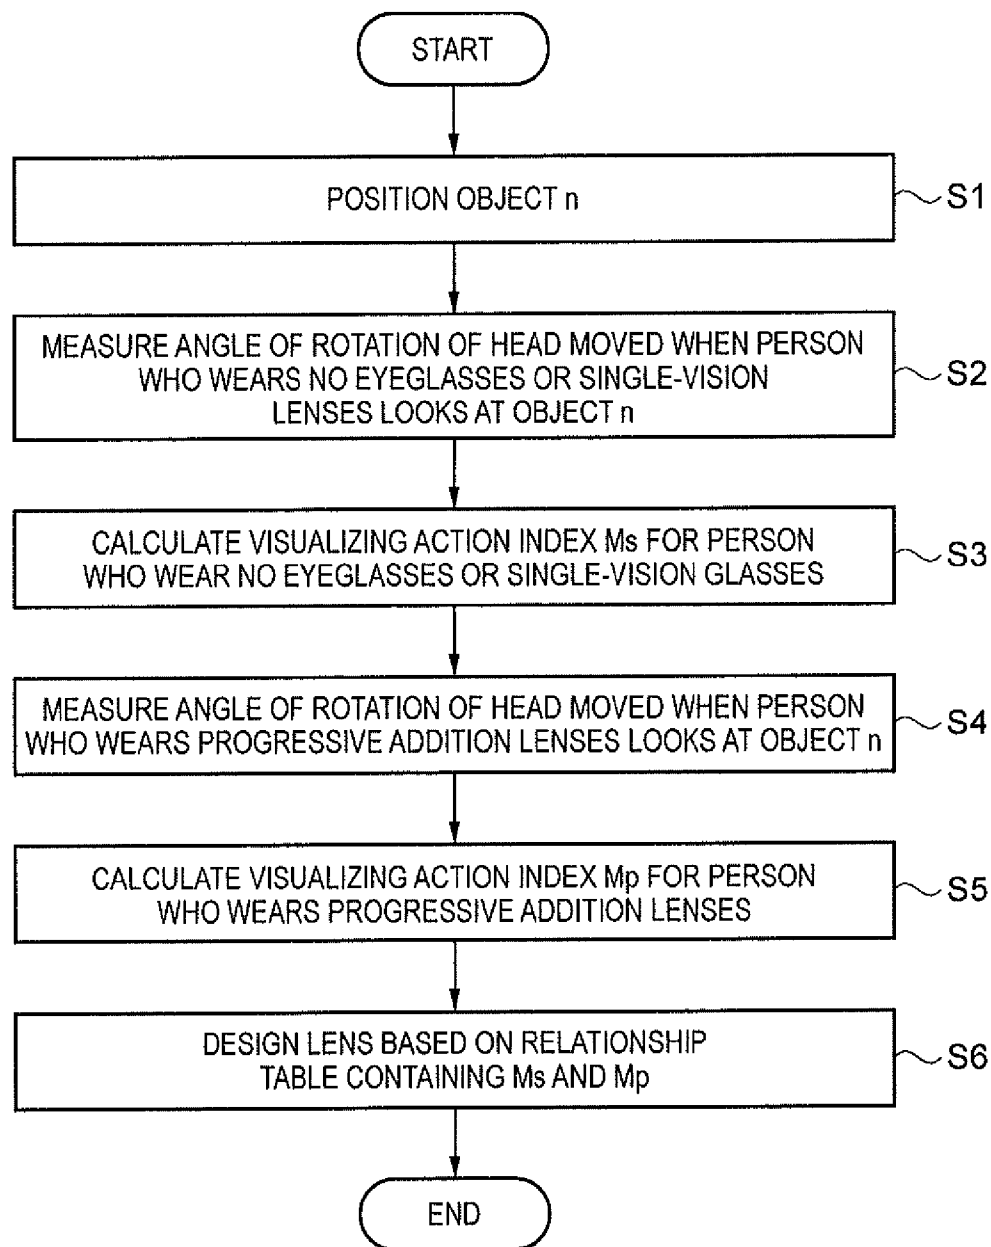 START
POSITION OBJECT n
S1
MEASURE ANGLE OF ROTATION OF HEAD MOVED WHEN PERSON
WHO WEARS NO EYEGLASSES OR SINGLE-VISION
LENSES LOOKS AT OBJECT n
S2
CALCULATE VISUALIZING ACTION INDEX Ms FOR PERSON
WHO WEAR NO EYEGLASSES OR SINGLE-VISION GLASSES
S3
MEASURE ANGLE OF ROTATION OF HEAD MOVED WHEN PERSON
WHO WEARS PROGRESSIVE ADDITION LENSES LOOKS AT OBJECT n
S4
CALCULATE VISUALIZING ACTION INDEX Mp FOR PERSON
WHO WEARS PROGRESSIVE ADDITION LENSES
S5
DESIGN LENS BASED ON RELATIONSHIP
TABLE CONTAINING Ms AND Mp
S6
END